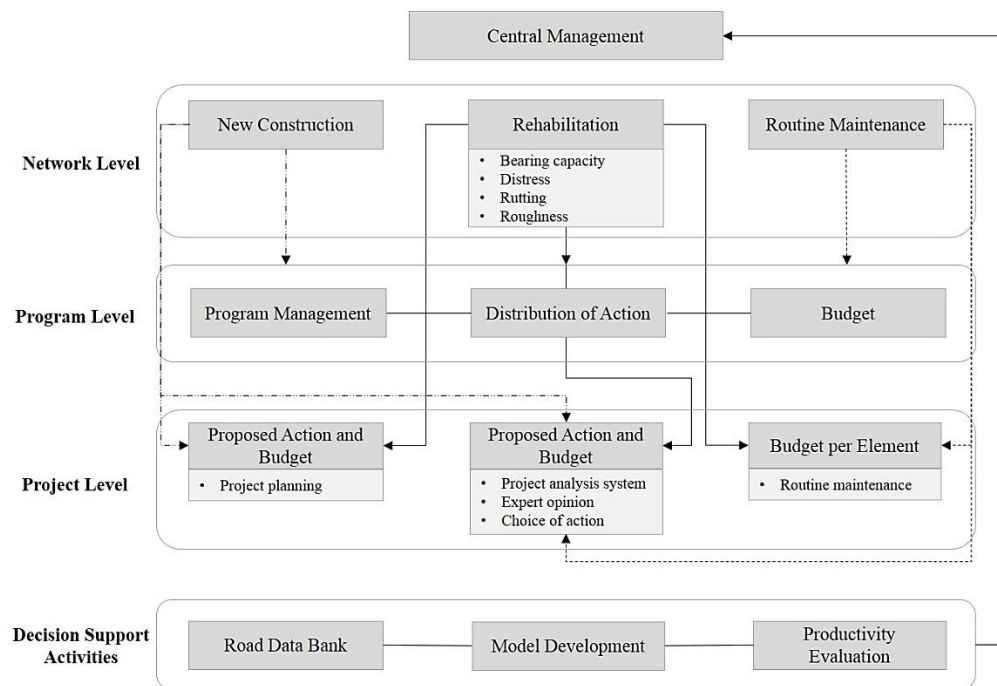 Central Management
Network Level
New Construction
Rehabilitation
• Bearing capacity
• Distress
• Rutting
• Roughness
Routine Maintenance
Program Level
Program Management
Distribution of Action
Budget
Project Level
Proposed Action and
Budget
• Project planning
Proposed Action and
Budget
• Project analysis system
• Expert opinion
• Choice of action
Budget per Element
• Routine maintenance
Decision Support
Activities
Road Data Bank
Model Development
Productivity
Evaluation